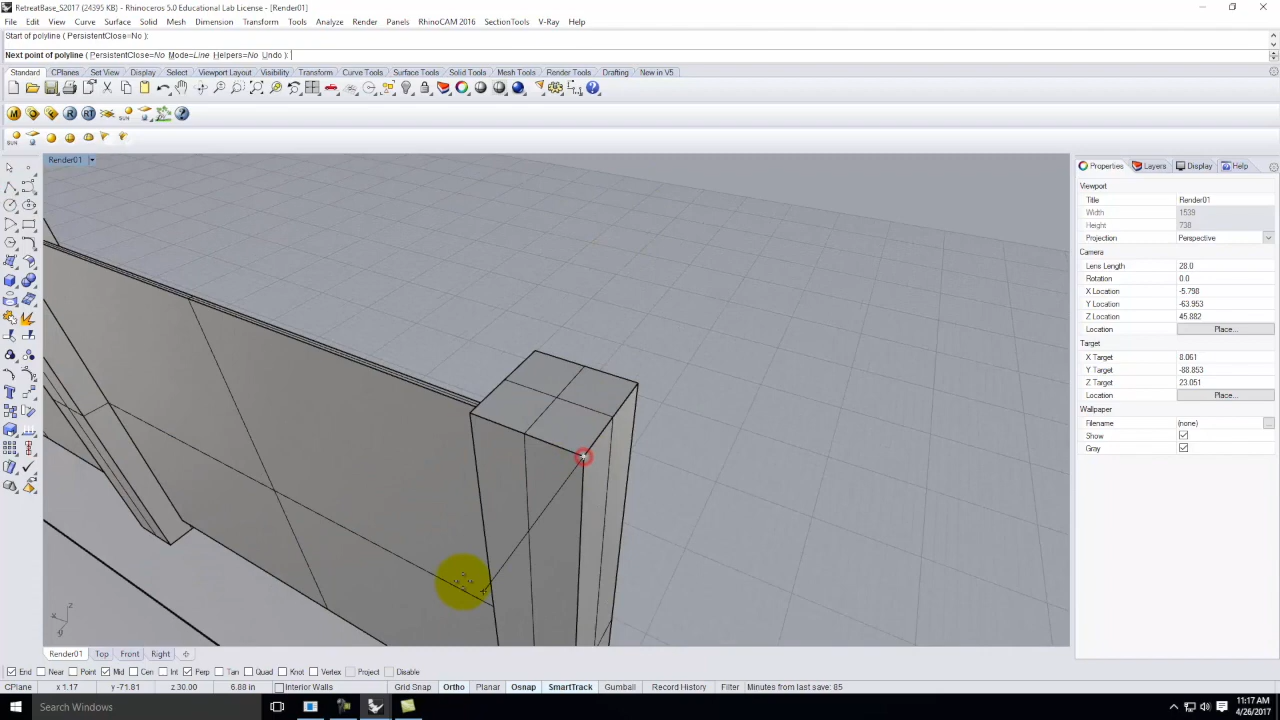 RetreatBase_S2017 (24395 KB) - Rhinoceros 5.0 Educational Lab License - [Render01]
File Edit View Curve Surface Solid Mesh Dimension Transform Tools Analyze Render Panels RhinoCAM 2016 SectionTools V-Ray Help
Start of polyline ( PersistentClose=No ):
Next point of polyline ( PersistentClose=No Mode=Line Helpers=No Undo ):
Standard CPlanes Set View Display Select Viewport Layout Visibility Transform Curve Tools Surface Tools Solid Tools Mesh Tools Render Tools Drafting New in V5
M R RT SUN
SUN
Render01
Properties Layers Display Help
Viewport
Title Render01
Width 1539
Height 738
Projection Perspective
Camera
Lens Length 28.0
Rotation 0.0
X Location -5.798
Y Location -63.953
Z Location 45.882
Location Place...
Target
X Target 8.061
Y Target -88.853
Z Target 23.051
Location Place...
Wallpaper
Filename (none) ...
Show
Gray
z
x
y
Render01 Top Front Right
End Near Point Mid Cen Int Perp Tan Quad Knot Vertex Project Disable
CPlane x 1.17 y -71.81 z 30.00 6.88 in Interior Walls Grid Snap Ortho Planar Osnap SmartTrack Gumball Record History Filter Minutes from last save: 85
Search Windows
11:17 AM
4/26/2017